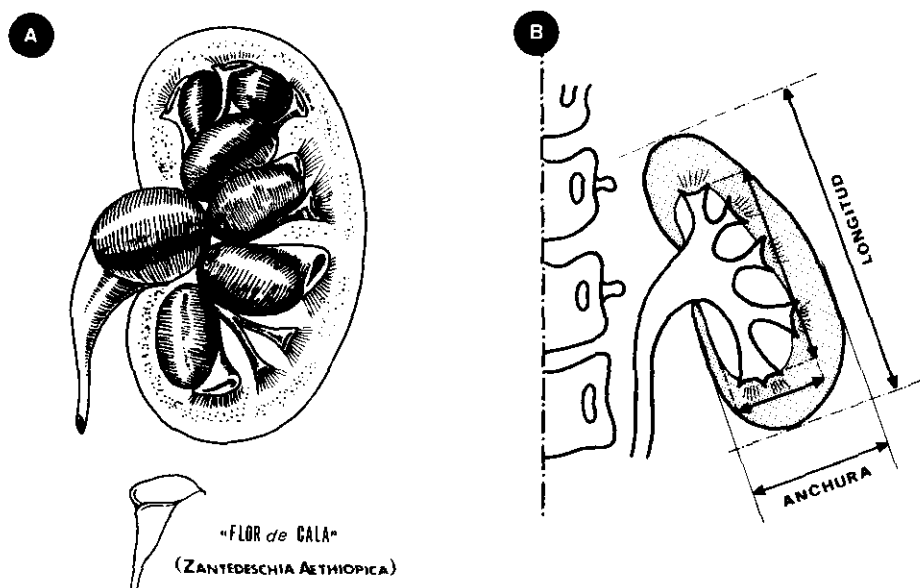 A
«FLOR de CALA»
(ZANTEDESCHIA AETHIOPICA)
B
LONGITUD
ANCHURA